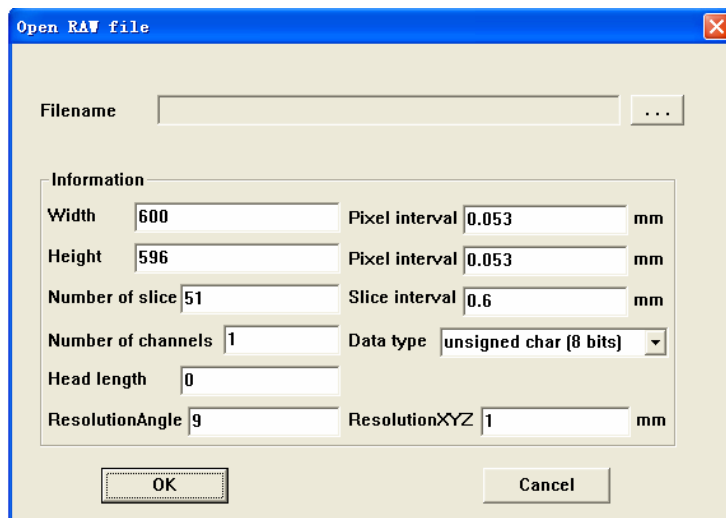 Open RAW file
Filename ...
Information
Width 600 Pixel interval 0.053 mm
Height 596 Pixel interval 0.053 mm
Number of slice 51 Slice interval 0.6 mm
Number of channels 1 Data type unsigned char (8 bits)
Head length 0
ResolutionAngle 9 ResolutionXYZ 1 mm
OK Cancel